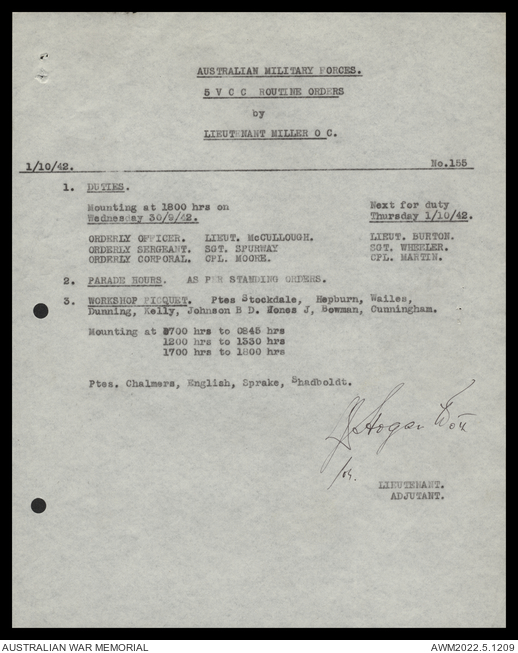 AUSTRALIAN MILITARY FORCES.
5 V C C ROUTINE ORDERS
by
LIEUTENANT MILLER O C.
1/10/42. No.155
1. DUTIES.
Mounting at 1800 hrs on Next for duty
Wednesday 30/9/42. Thursday 1/10/42.
ORDERLY OFFICER. LIEUT. McCULLOUGH. LIEUT. BURTON.
ORDERLY SERGEANT. SGT. SPURWAY SGT. WHEELER.
ORDERLY CORPORAL. CPL. MOORE. CPL. MARTIN.
2. PARADE HOURS. AS PER STANDING ORDERS.
3. WORKSHOP PICQUET. Ptes Stockdale, Hepburn, Wailes,
Dunning, Kelly, Johnson B D. Jones J, Bowman, Cunningham.
Mounting at 0700 hrs to 0845 hrs
1200 hrs to 1330 hrs
1700 hrs to 1800 hrs
Ptes. Chalmers, English, Sprake, Shadboldt.
Hogan
LIEUTENANT.
ADJUTANT.
AUSTRALIAN WAR MEMORIAL AWM2022.5.1209